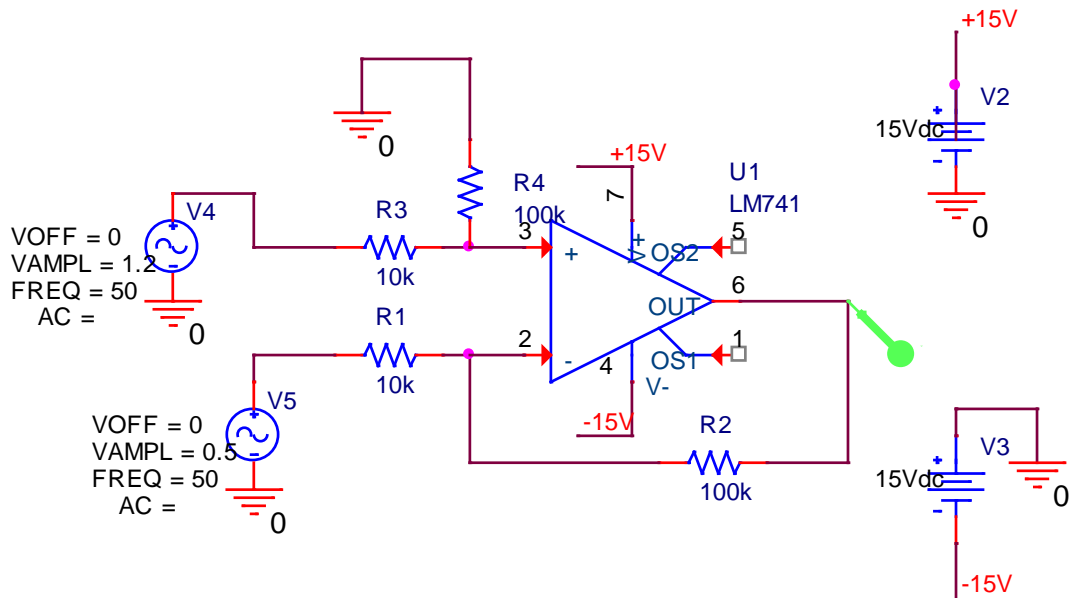 +15V
V2
15Vdc
+
-
0
0
+15V
7
U1
LM741
R4
100k
V4
+
-
VOFF = 0
VAMPL = 1.2
FREQ = 50
AC =
0
R3
10k
3
+
V+
OS2
5
6
OUT
R1
10k
2
-
4
OS1
1
V-
-15V
V5
+
-
VOFF = 0
VAMPL = 0.5
FREQ = 50
AC =
0
R2
100k
V3
15Vdc
+
-
0
-15V